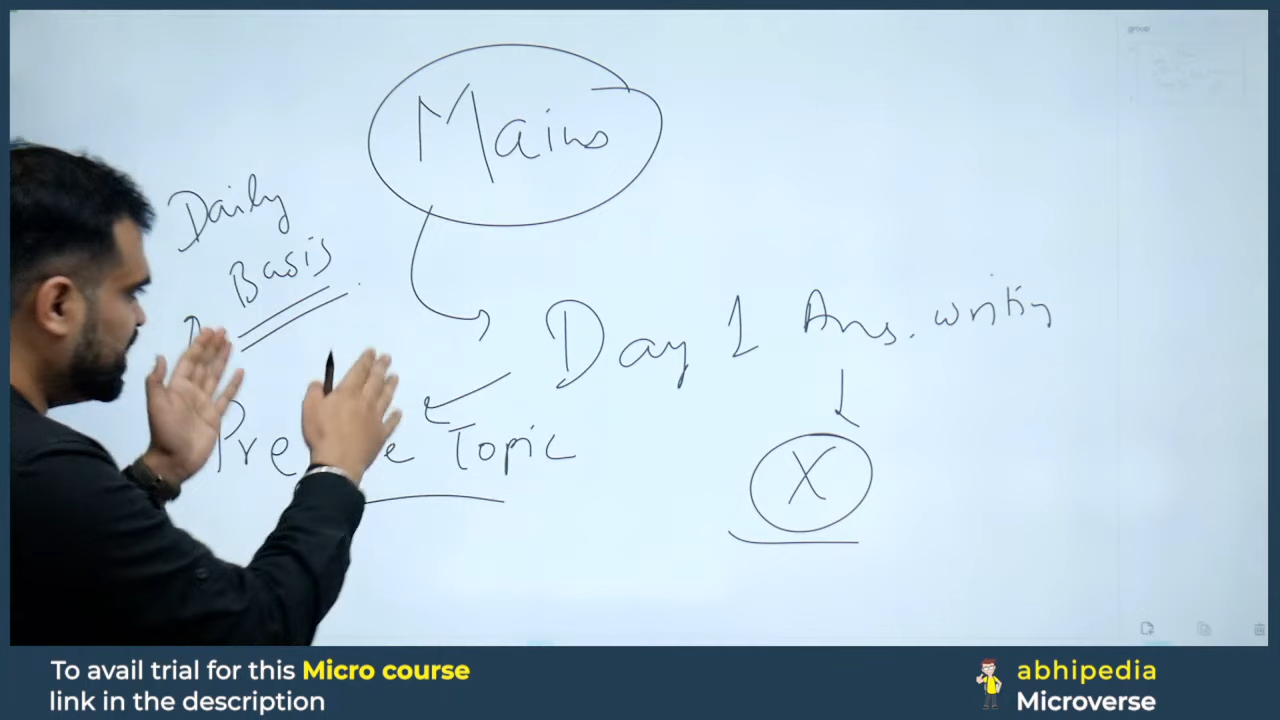 group
Mains
Daily
Basis
Day 1 Ans. writing
Topic
X
To avail trial for this Micro course
link in the description
abhipedia
Microverse